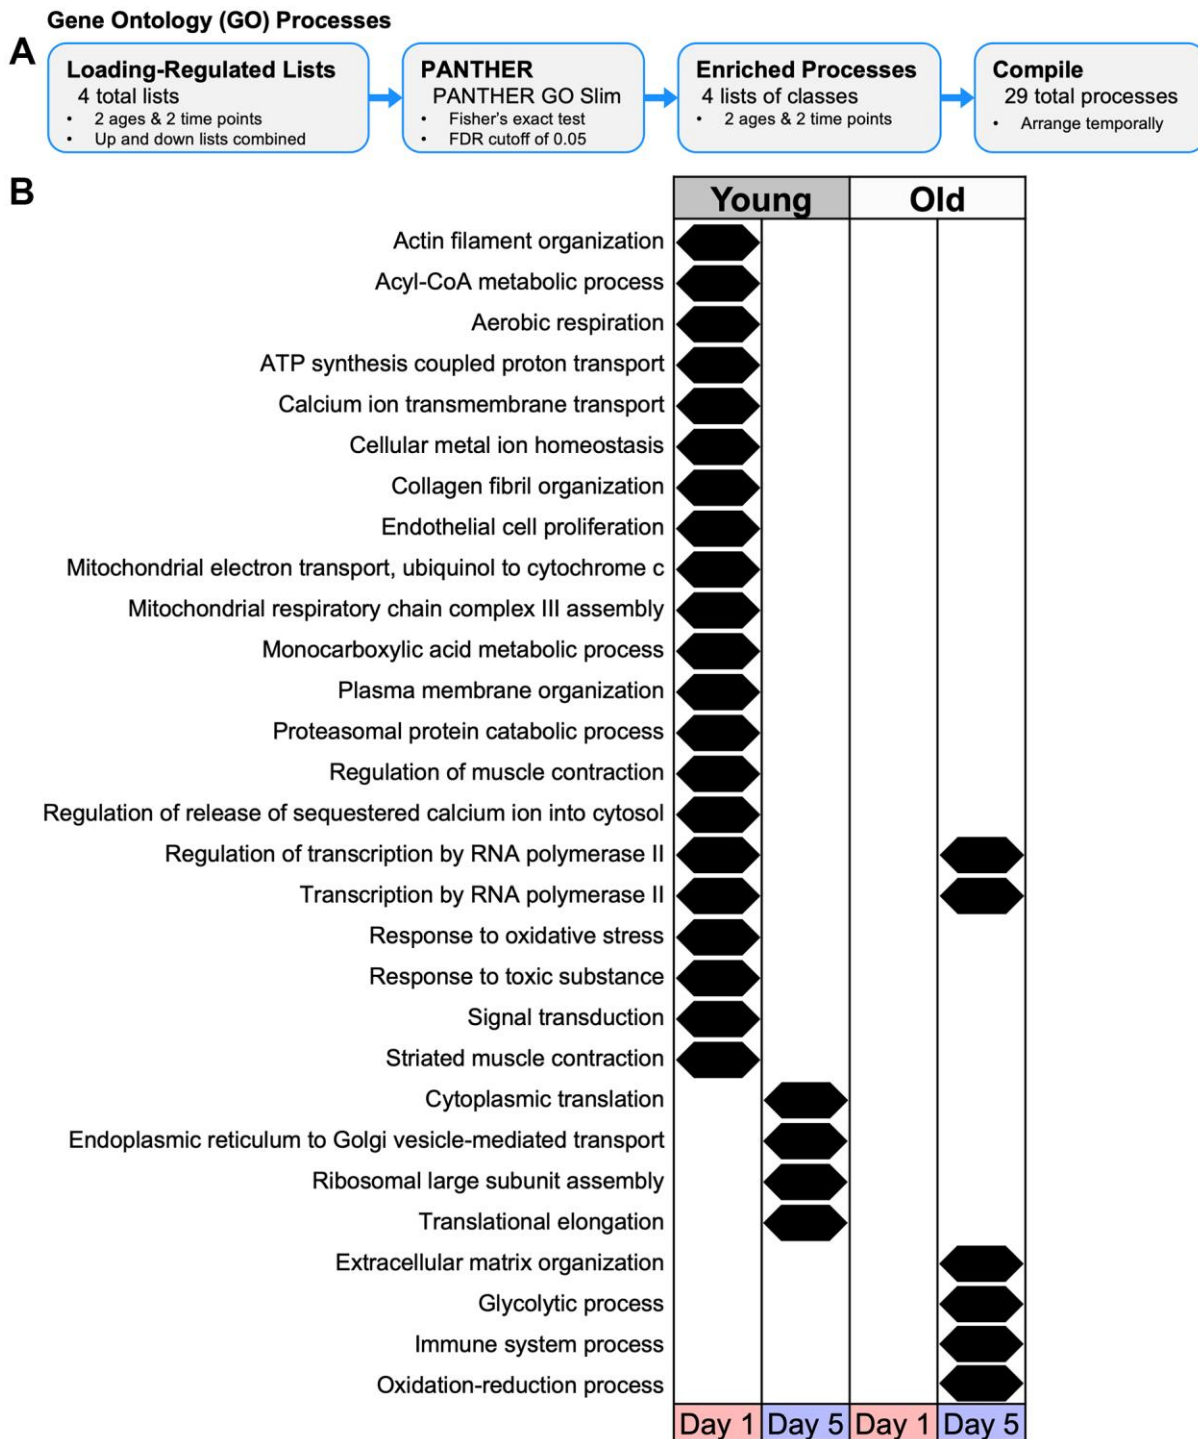 Gene Ontology (GO) Processes
A
Loading-Regulated Lists
4 total lists
• 2 ages & 2 time points
• Up and down lists combined
PANTHER
PANTHER GO Slim
• Fisher's exact test
• FDR cutoff of 0.05
Enriched Processes
4 lists of classes
• 2 ages & 2 time points
Compile
29 total processes
• Arrange temporally
B
Young Old
Actin filament organization
Acyl-CoA metabolic process
Aerobic respiration
ATP synthesis coupled proton transport
Calcium ion transmembrane transport
Cellular metal ion homeostasis
Collagen fibril organization
Endothelial cell proliferation
Mitochondrial electron transport, ubiquinol to cytochrome c
Mitochondrial respiratory chain complex III assembly
Monocarboxylic acid metabolic process
Plasma membrane organization
Proteasomal protein catabolic process
Regulation of muscle contraction
Regulation of release of sequestered calcium ion into cytosol
Regulation of transcription by RNA polymerase II
Transcription by RNA polymerase II
Response to oxidative stress
Response to toxic substance
Signal transduction
Striated muscle contraction
Cytoplasmic translation
Endoplasmic reticulum to Golgi vesicle-mediated transport
Ribosomal large subunit assembly
Translational elongation
Extracellular matrix organization
Glycolytic process
Immune system process
Oxidation-reduction process
Day 1 Day 5 Day 1 Day 5